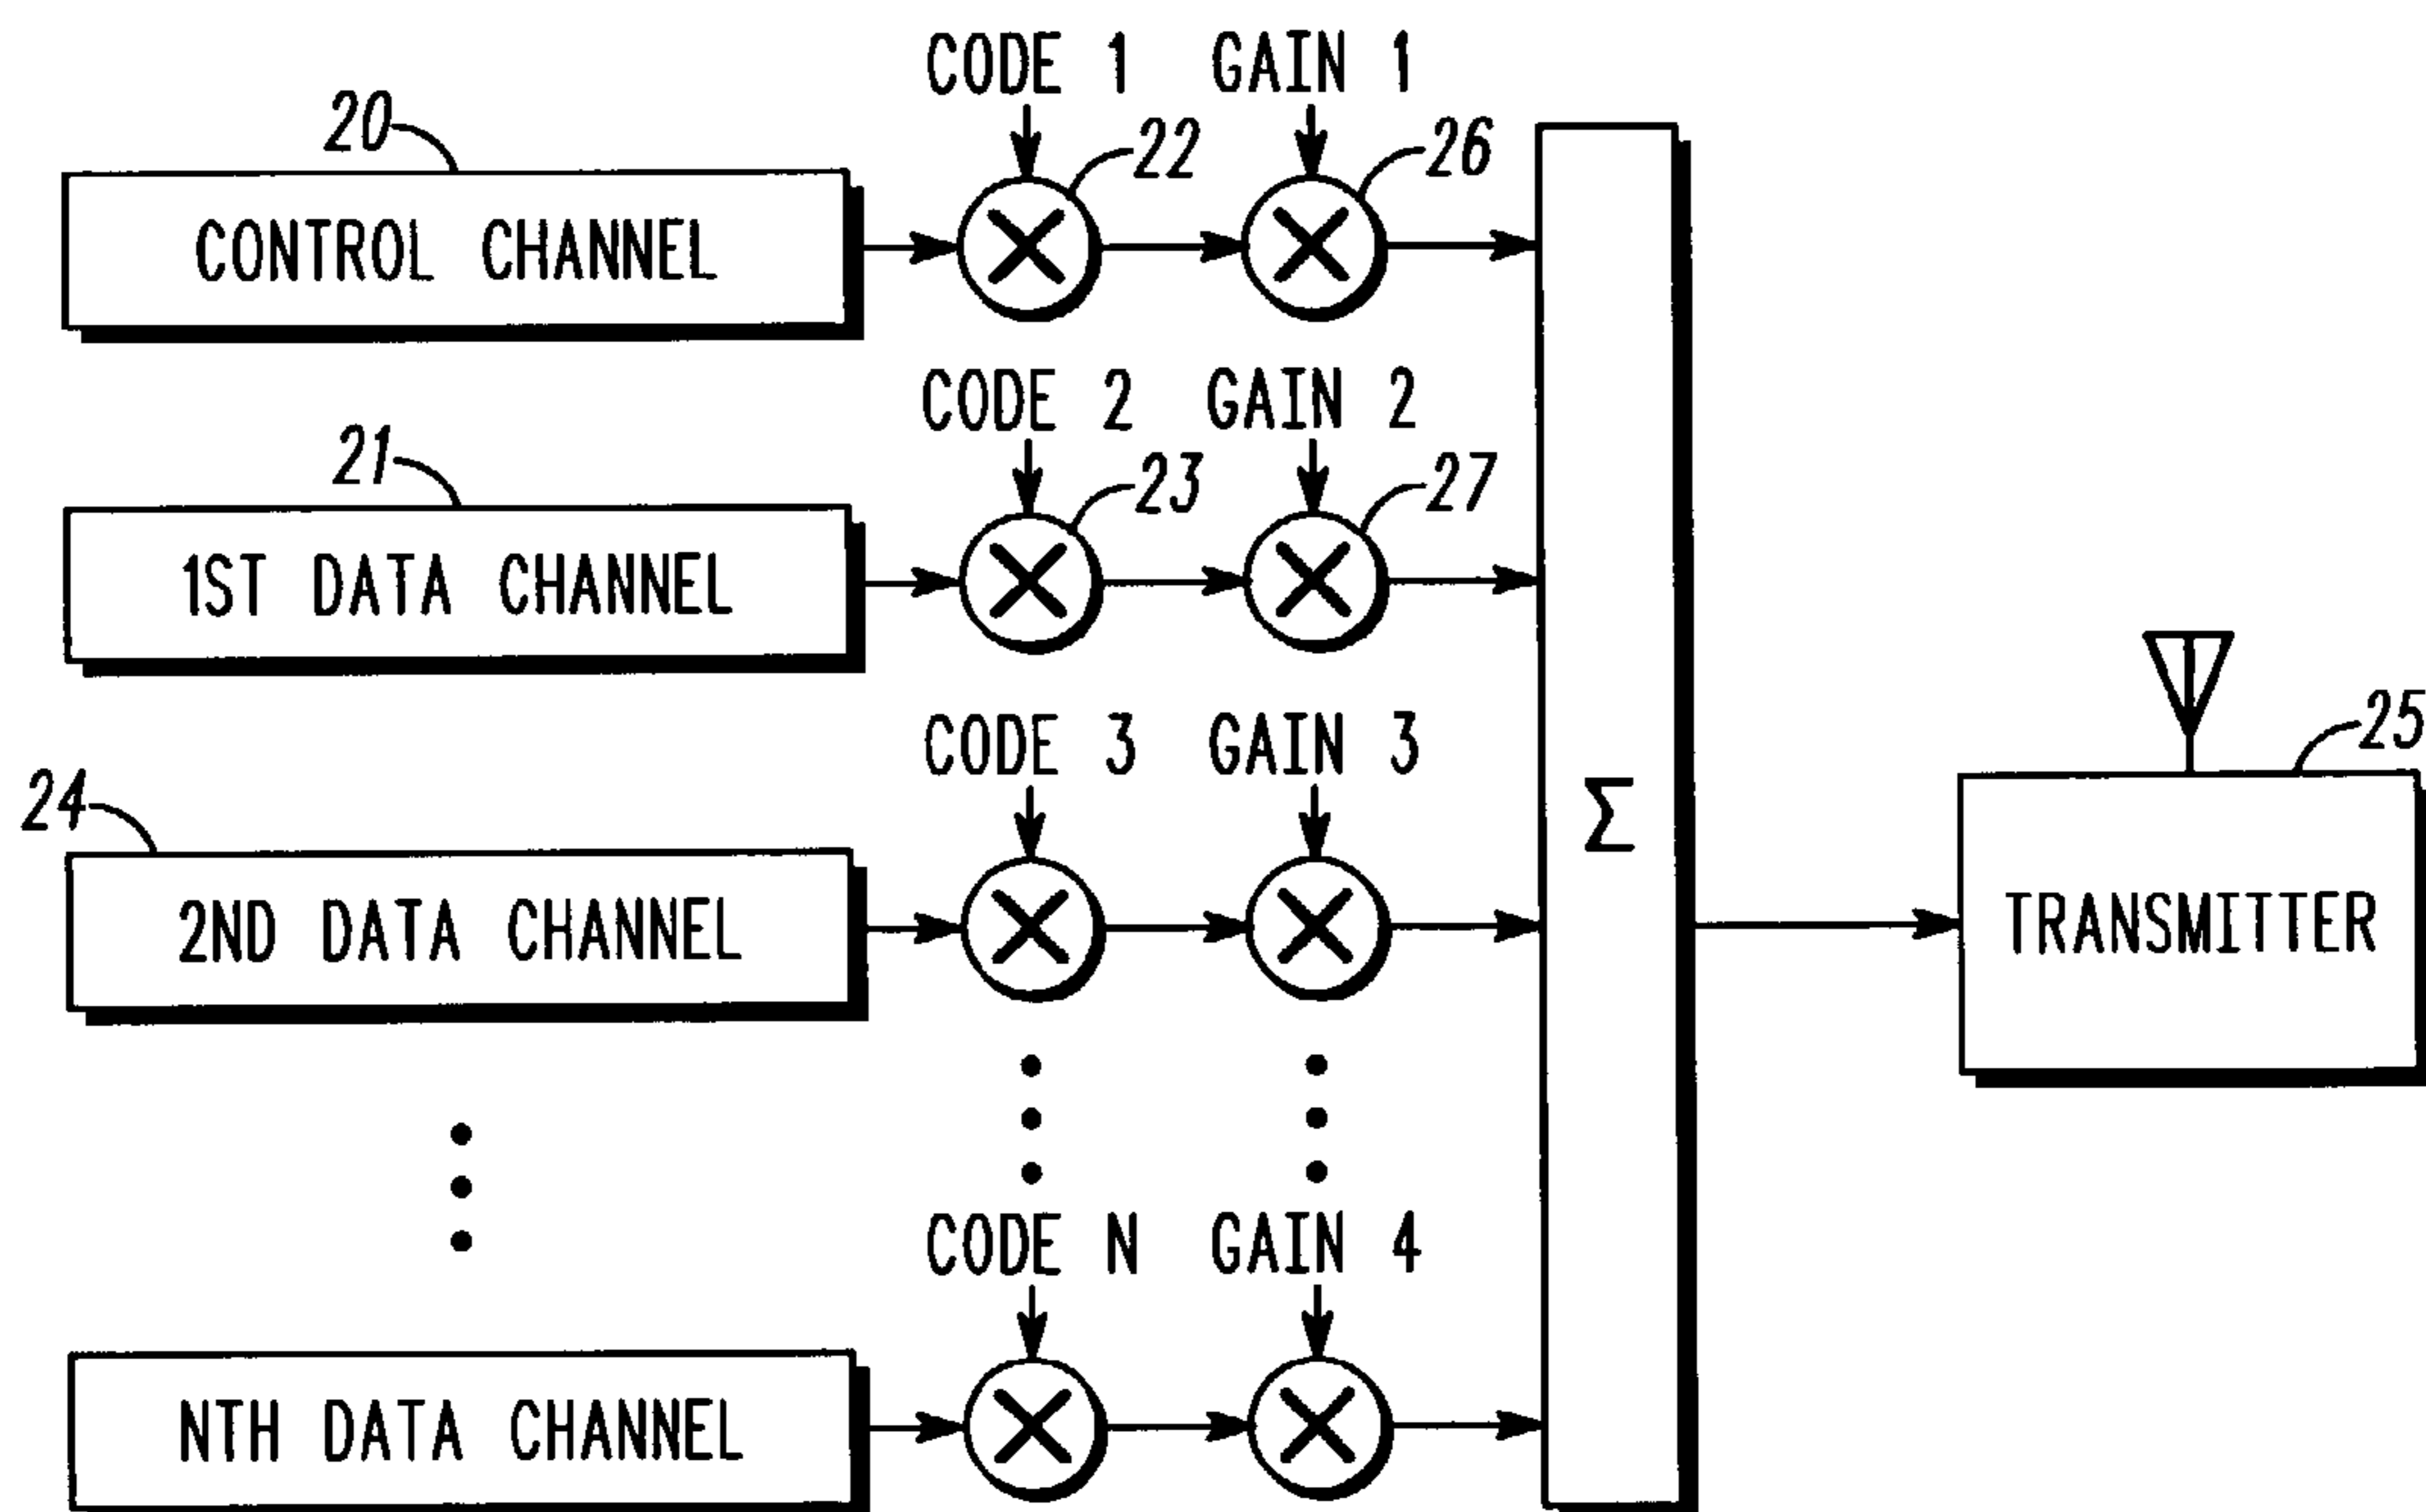 CODE 1 GAIN 1
20
22
26
CONTROL CHANNEL
CODE 2 GAIN 2
21
23
27
1ST DATA CHANNEL
CODE 3 GAIN 3
24
2ND DATA CHANNEL
Σ
25
TRANSMITTER
CODE N GAIN 4
NTH DATA CHANNEL